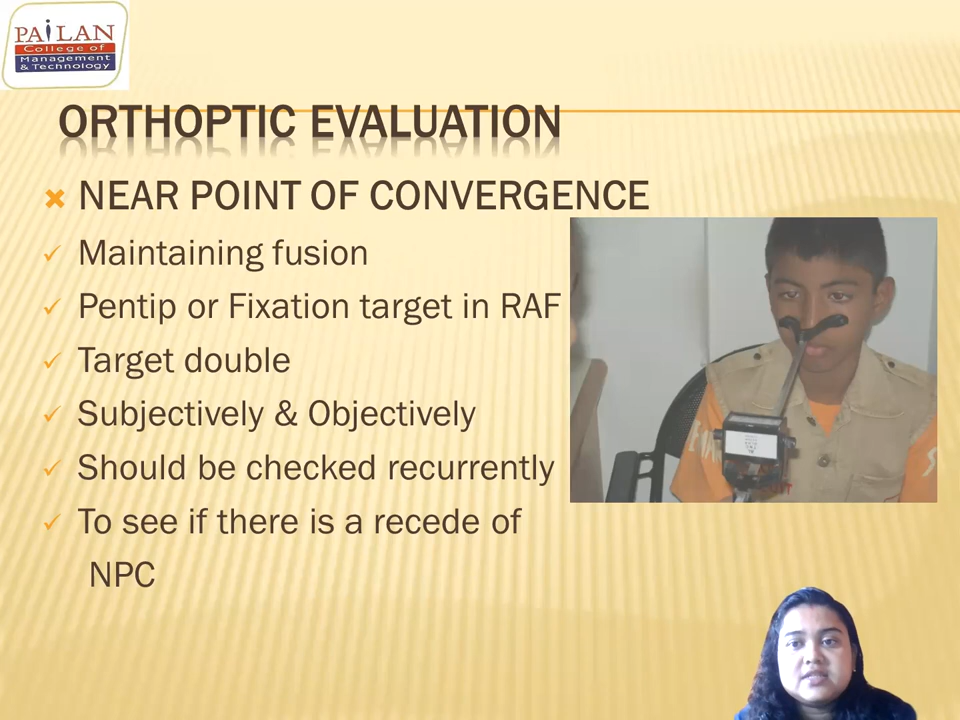 PAiLAN
College of
Management
& Technology
ORTHOPTIC EVALUATION
NEAR POINT OF CONVERGENCE
Maintaining fusion
Pentip or Fixation target in RAF
Target double
Subjectively & Objectively
Should be checked recurrently
To see if there is a recede of
NPC